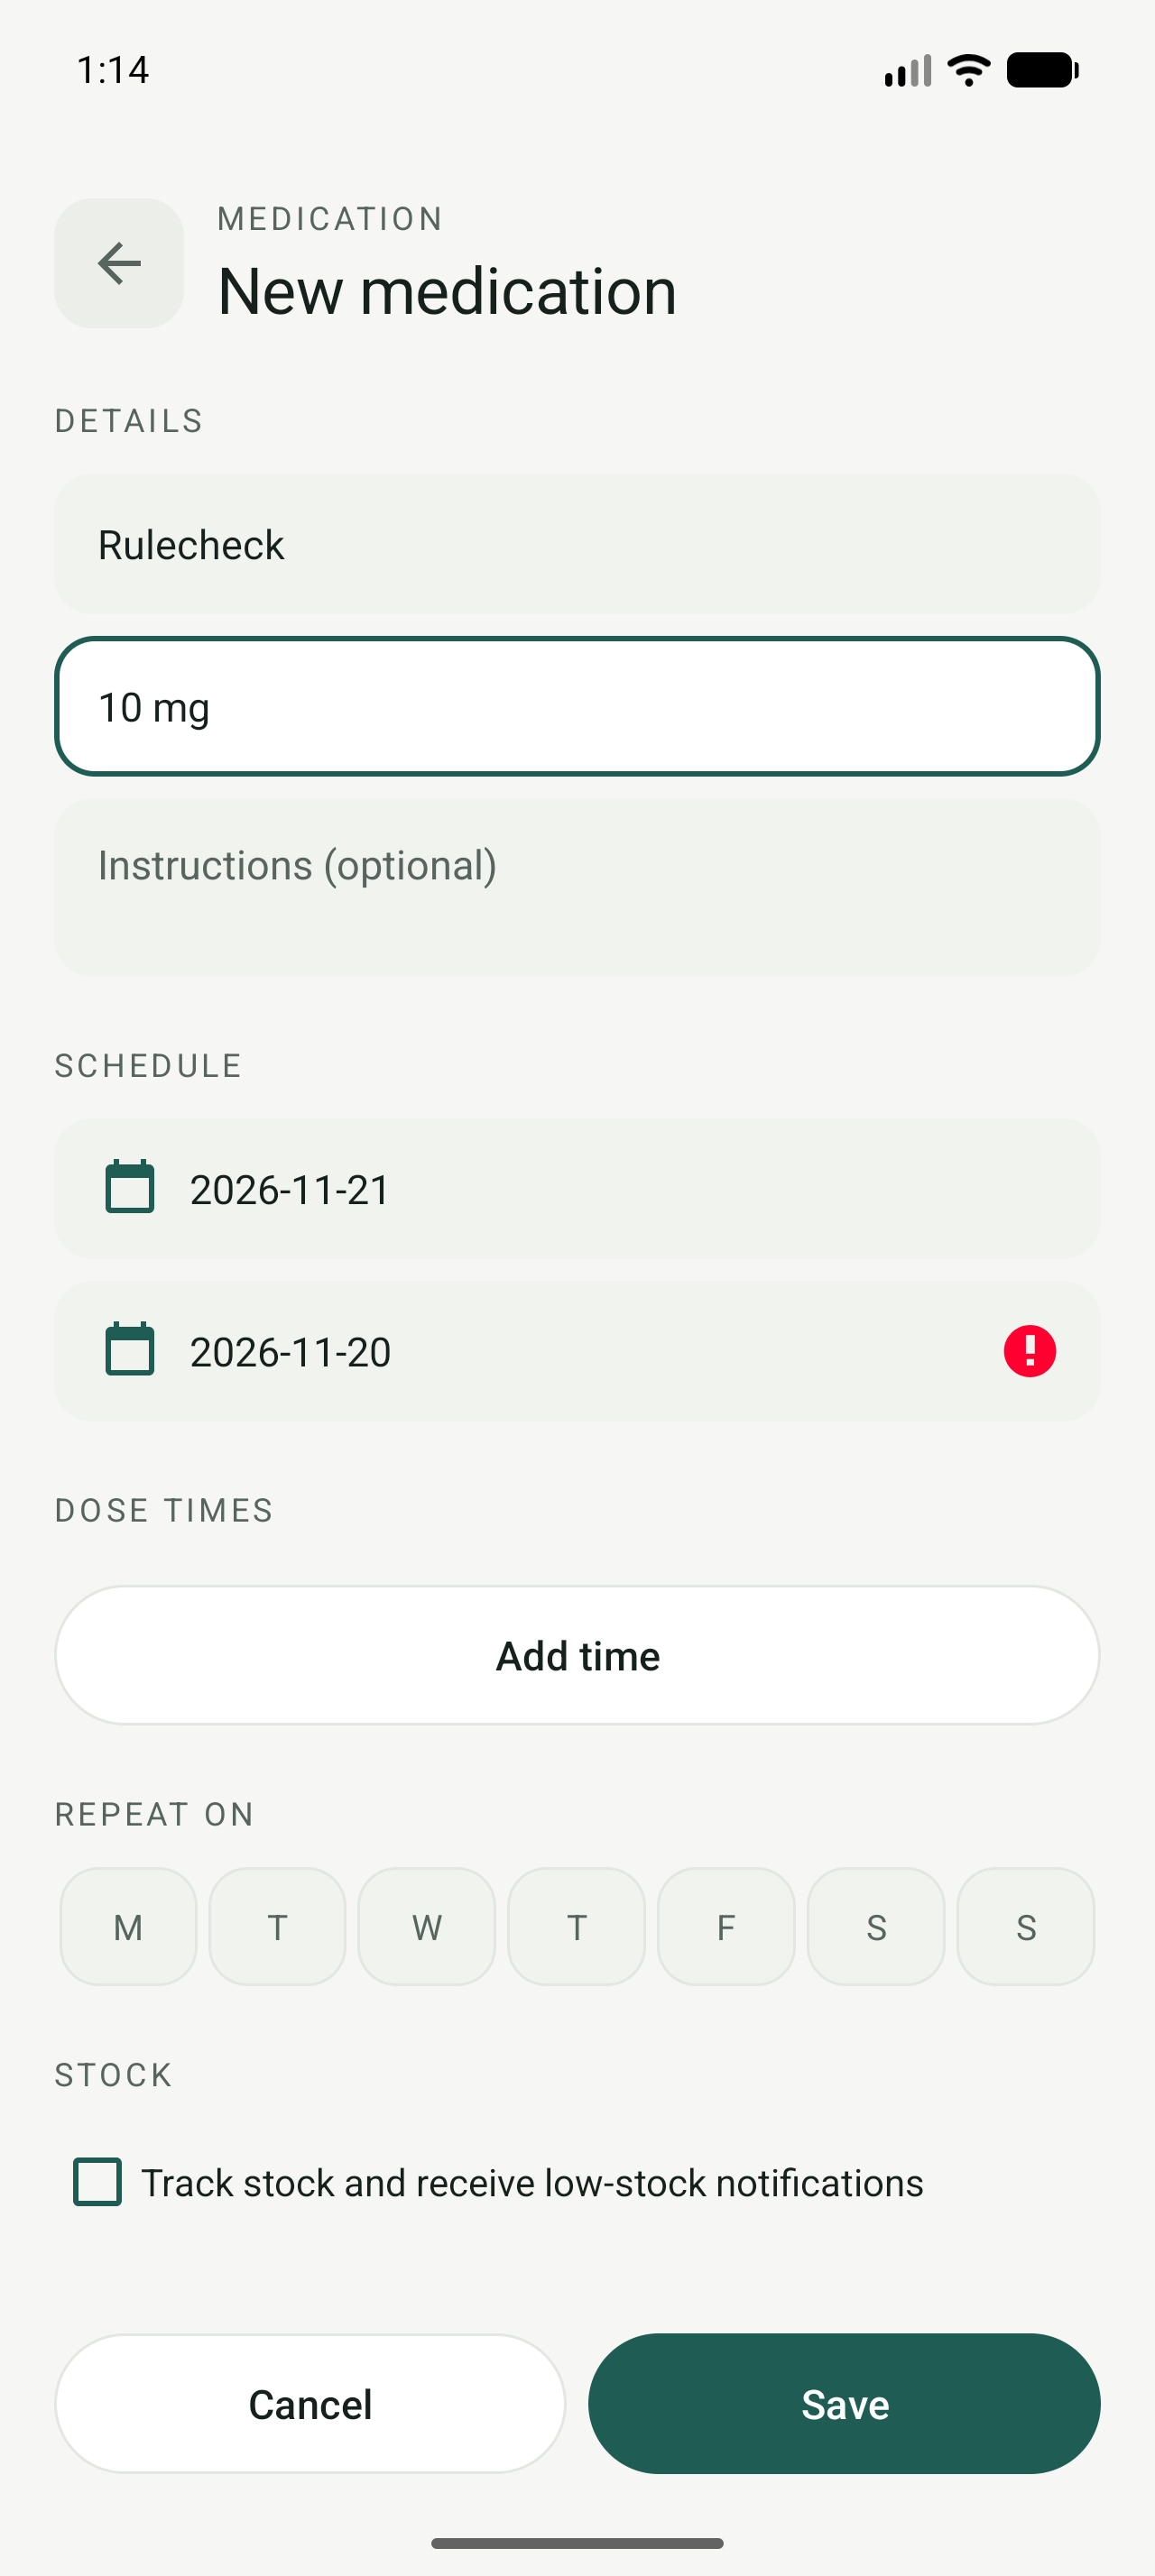 1:14
MEDICATION
New medication
DETAILS
Rulecheck
10 mg
Instructions (optional)
SCHEDULE
2026-11-21
2026-11-20
DOSE TIMES
Add time
REPEAT ON
M T W T F S S
STOCK
Track stock and receive low-stock notifications
Cancel Save